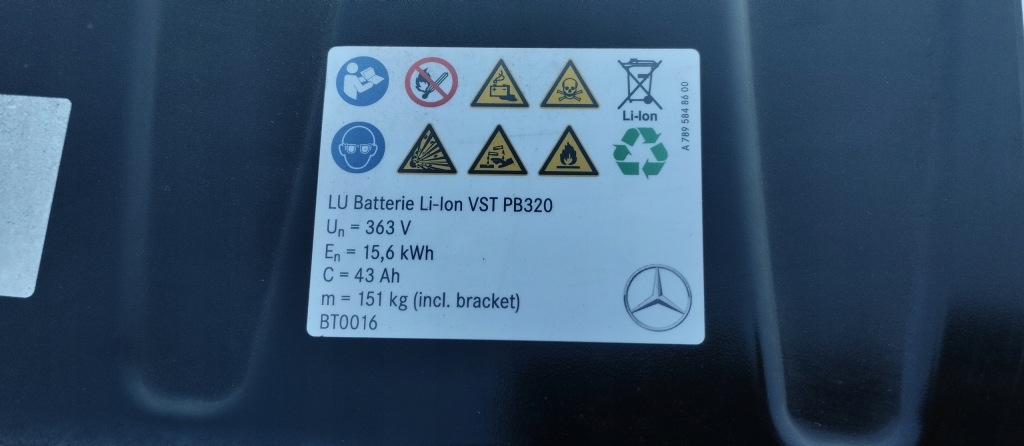 Li-Ion
A 789 584 86 00
LU Batterie Li-Ion VST PB320
Un = 363 V
En = 15,6 kWh
C = 43 Ah
m = 151 kg (incl. bracket)
BT0016